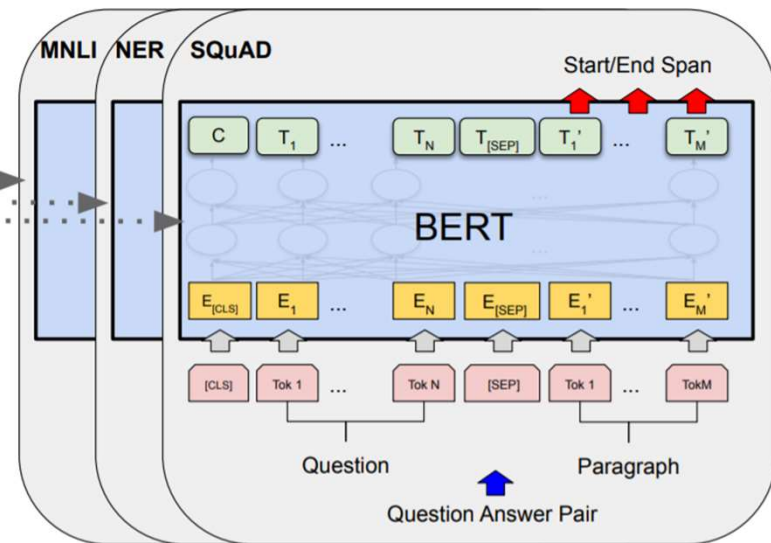 MNLI NER SQuAD
Start/End Span
C T1 ... TN T[SEP] T1' ... TM'
... ...
BERT
...
E[CLS] E1 ... EN E[SEP] E1' ... EM'
[CLS] Tok 1 ... Tok N [SEP] Tok 1 ... TokM
Question Paragraph
Question Answer Pair